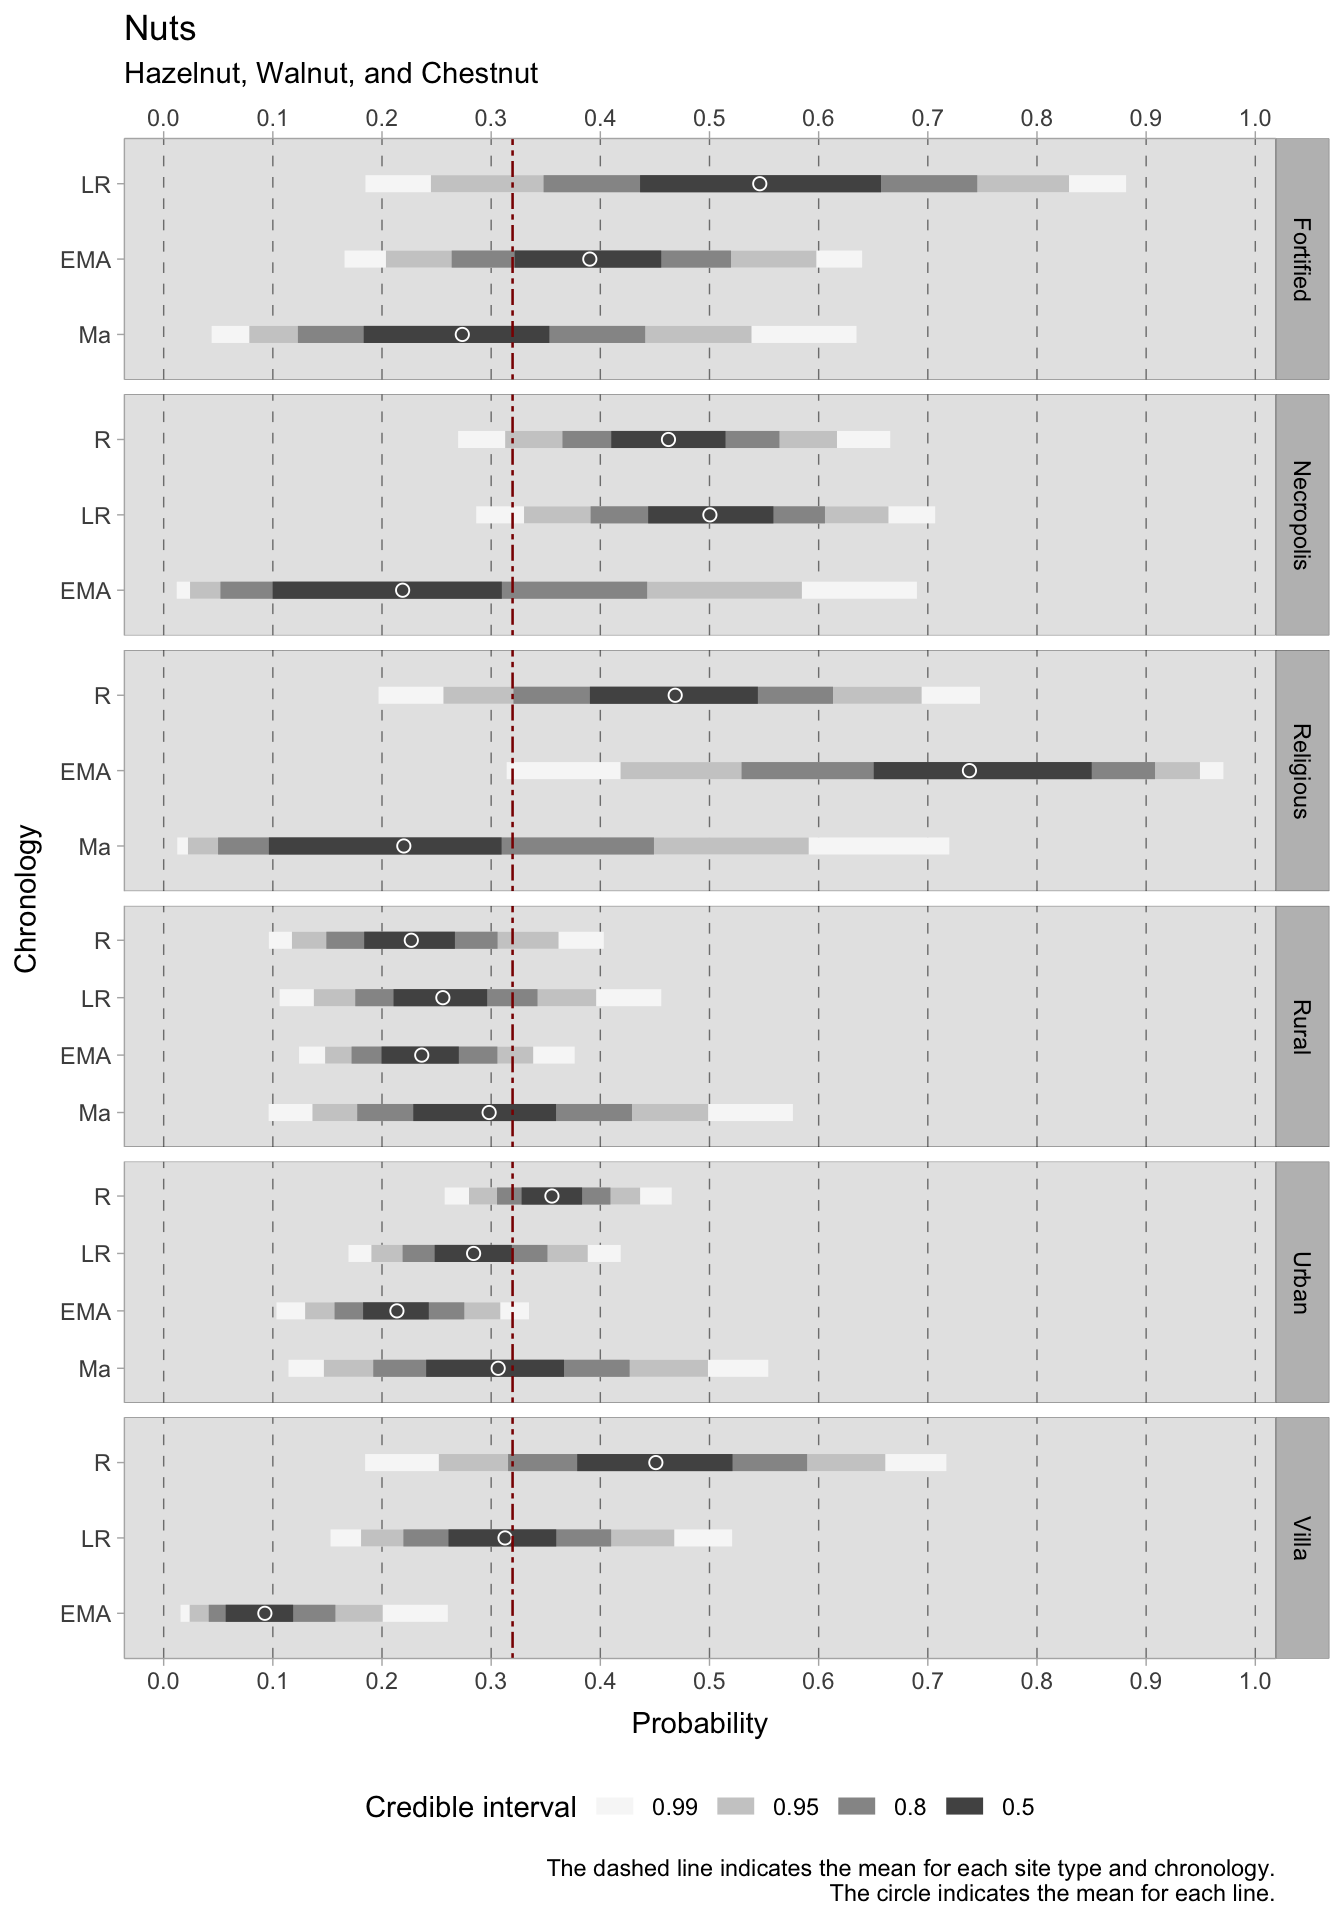 Nuts
Hazelnut, Walnut, and Chestnut
0.0 0.1 0.2 0.3 0.4 0.5 0.6 0.7 0.8 0.9 1.0
LR
EMA
Ma
Fortified
R
LR
EMA
Necropolis
R
EMA
Ma
Religious
Chronology
R
LR
EMA
Ma
Rural
R
LR
EMA
Ma
Urban
R
LR
EMA
Villa
0.0 0.1 0.2 0.3 0.4 0.5 0.6 0.7 0.8 0.9 1.0
Probability
Credible interval 0.99 0.95 0.8 0.5
The dashed line indicates the mean for each site type and chronology.
The circle indicates the mean for each line.